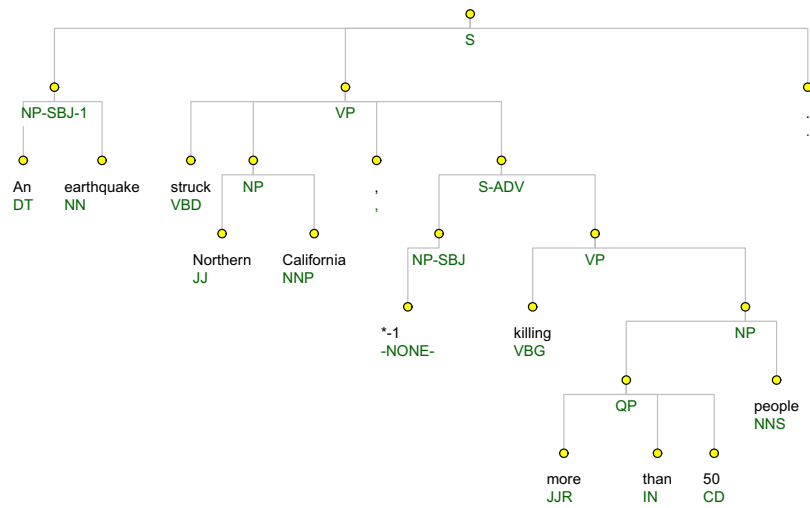 S
NP-SBJ-1 VP .
.
An earthquake struck NP , S-ADV
DT NN VBD ,
Northern California NP-SBJ VP
JJ NNP
*-1 killing NP
-NONE- VBG
QP people
NNS
more than 50
JJR IN CD